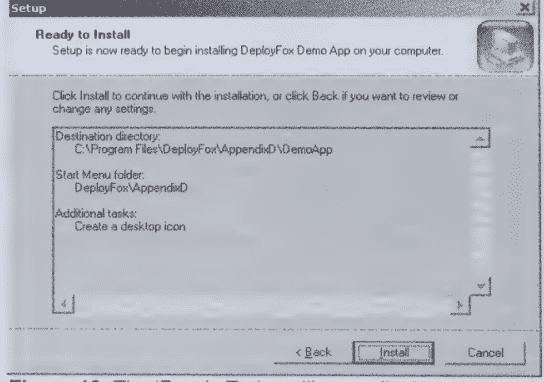 Setup
Ready to Install
Setup is now ready to begin installing DeployFox Demo App on your computer.
Click Install to continue with the installation, or click Back if you want to review or
change any settings.
Destination directory:
C:\Program Files\DeployFox\AppendixD\DemoApp
Start Menu folder:
DeployFox\AppendixD
Additional tasks:
Create a desktop icon
< Back
Install
Cancel